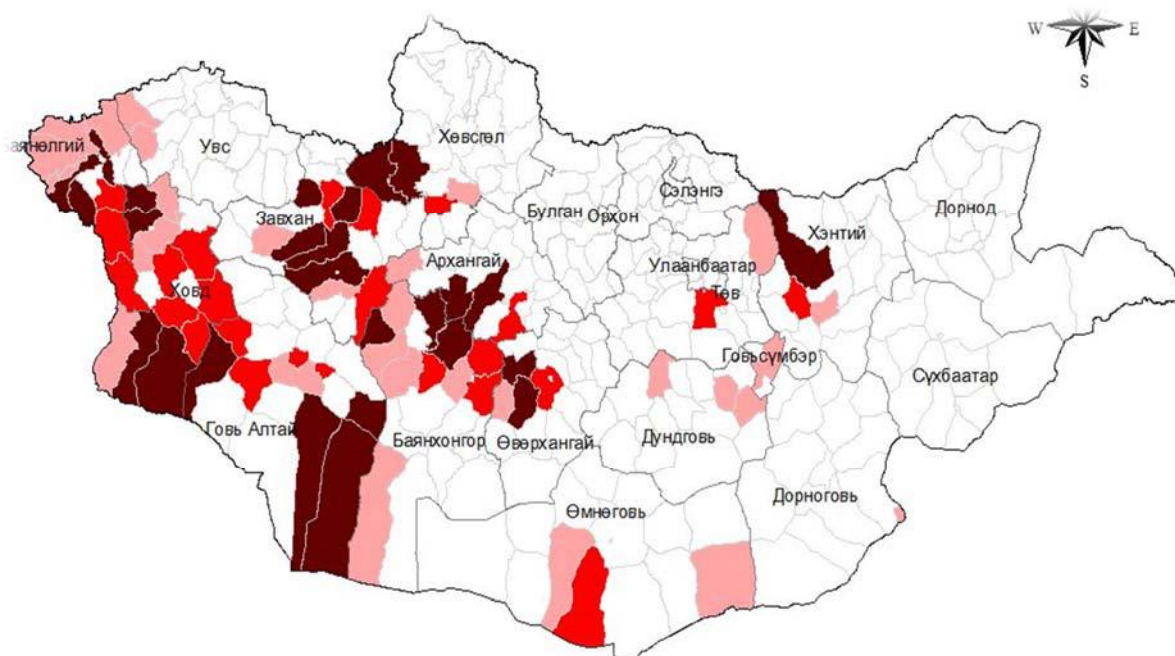 W E
S
Хөвсгөл
аянөлгий
Увс
Сэлэнгэ
Дорнод
Булган
Орхон
Завхан
Хэнтий
Архангай
Улаанбаатар
Төв
Ховд
Говьсүмбэр
Сүхбаатар
Говь Алтай
Баянхонгор
Өвөрхангай
Дундговь
Дорноговь
Өмнөговь